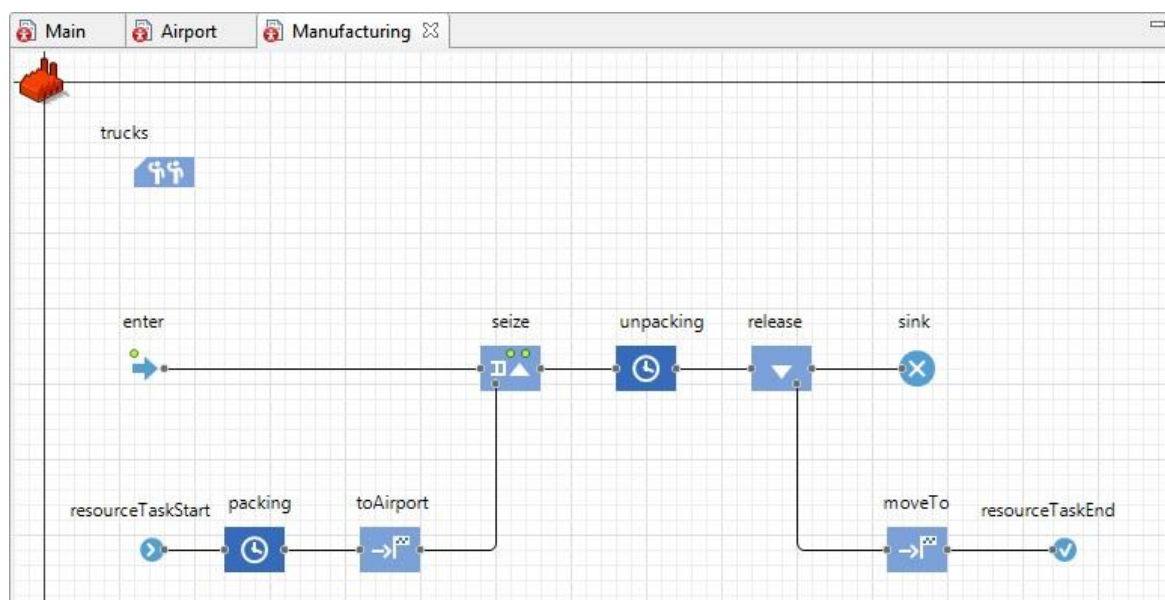 Main
Airport
Manufacturing
trucks
enter
seize
unpacking
release
sink
resourceTaskStart
packing
toAirport
moveTo
resourceTaskEnd